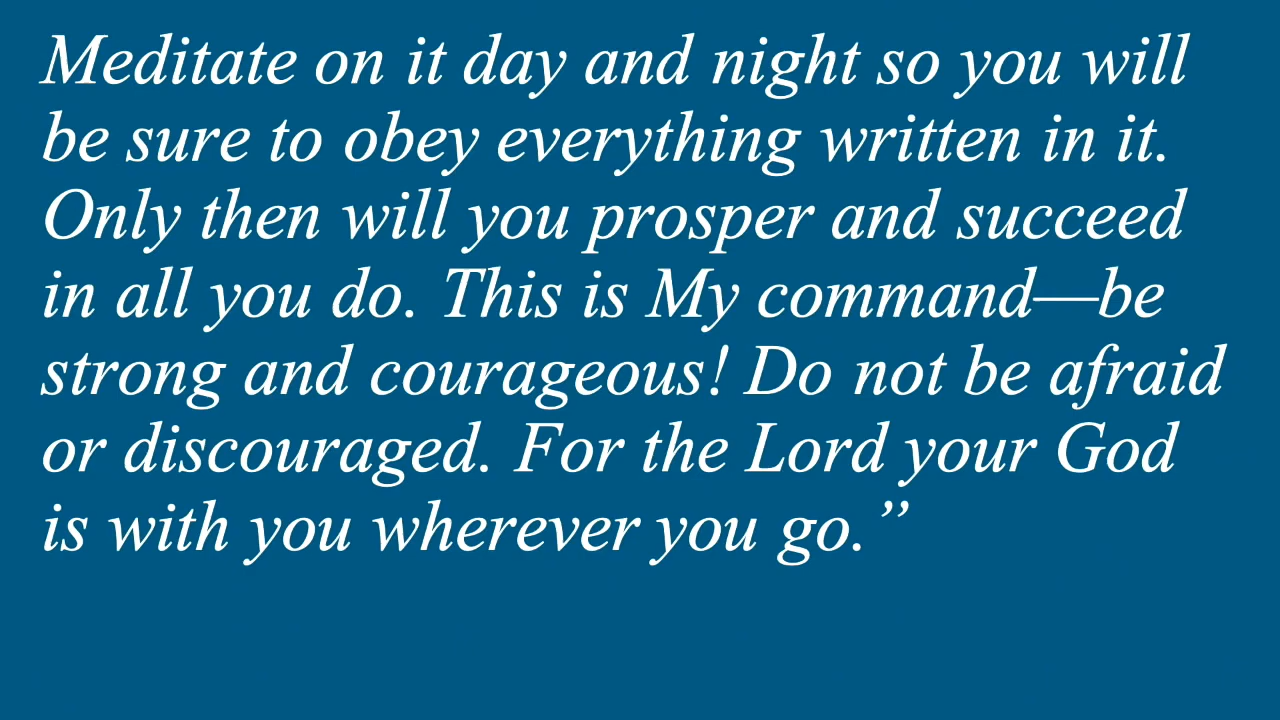 Meditate on it day and night so you will
be sure to obey everything written in it.
Only then will you prosper and succeed
in all you do. This is My command—be
strong and courageous! Do not be afraid
or discouraged. For the Lord your God
is with you wherever you go.”